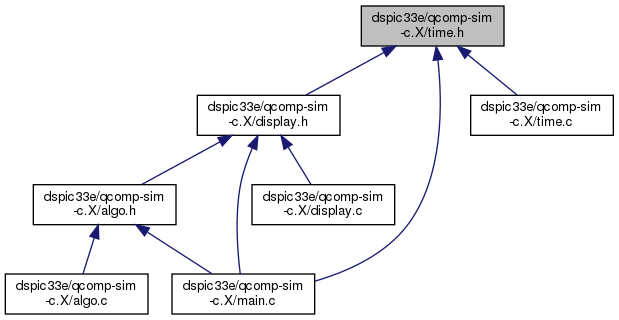 dspic33e/qcomp-sim
-c.X/time.h
dspic33e/qcomp-sim
-c.X/display.h
dspic33e/qcomp-sim
-c.X/time.c
dspic33e/qcomp-sim
-c.X/algo.h
dspic33e/qcomp-sim
-c.X/display.c
dspic33e/qcomp-sim
-c.X/algo.c
dspic33e/qcomp-sim
-c.X/main.c